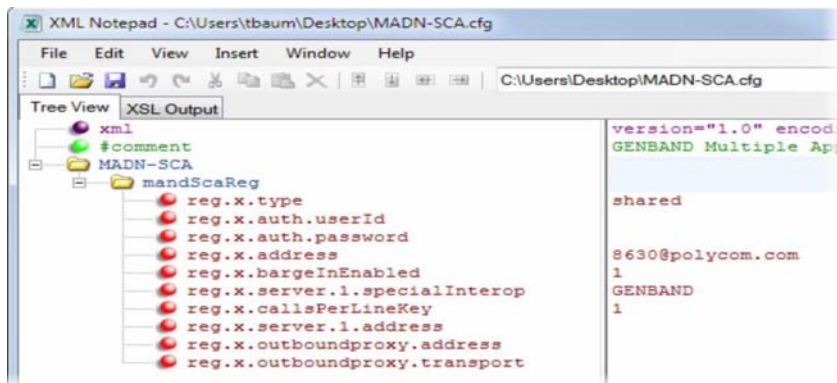 XML Notepad - C:\Users\tbaum\Desktop\MADN-SCA.cfg
File Edit View Insert Window Help
C:\Users\Desktop\MADN-SCA.cfg
Tree View XSL Output
xml version="1.0" encodi
#comment GENBAND Multiple Ap
MADN-SCA
mandScaReg
reg.x.type shared
reg.x.auth.userId
reg.x.auth.password
reg.x.address 8630@polycom.com
reg.x.bargeInEnabled 1
reg.x.server.1.specialInterop GENBAND
reg.x.callsPerLineKey 1
reg.x.server.1.address
reg.x.outboundproxy.address
reg.x.outboundproxy.transport